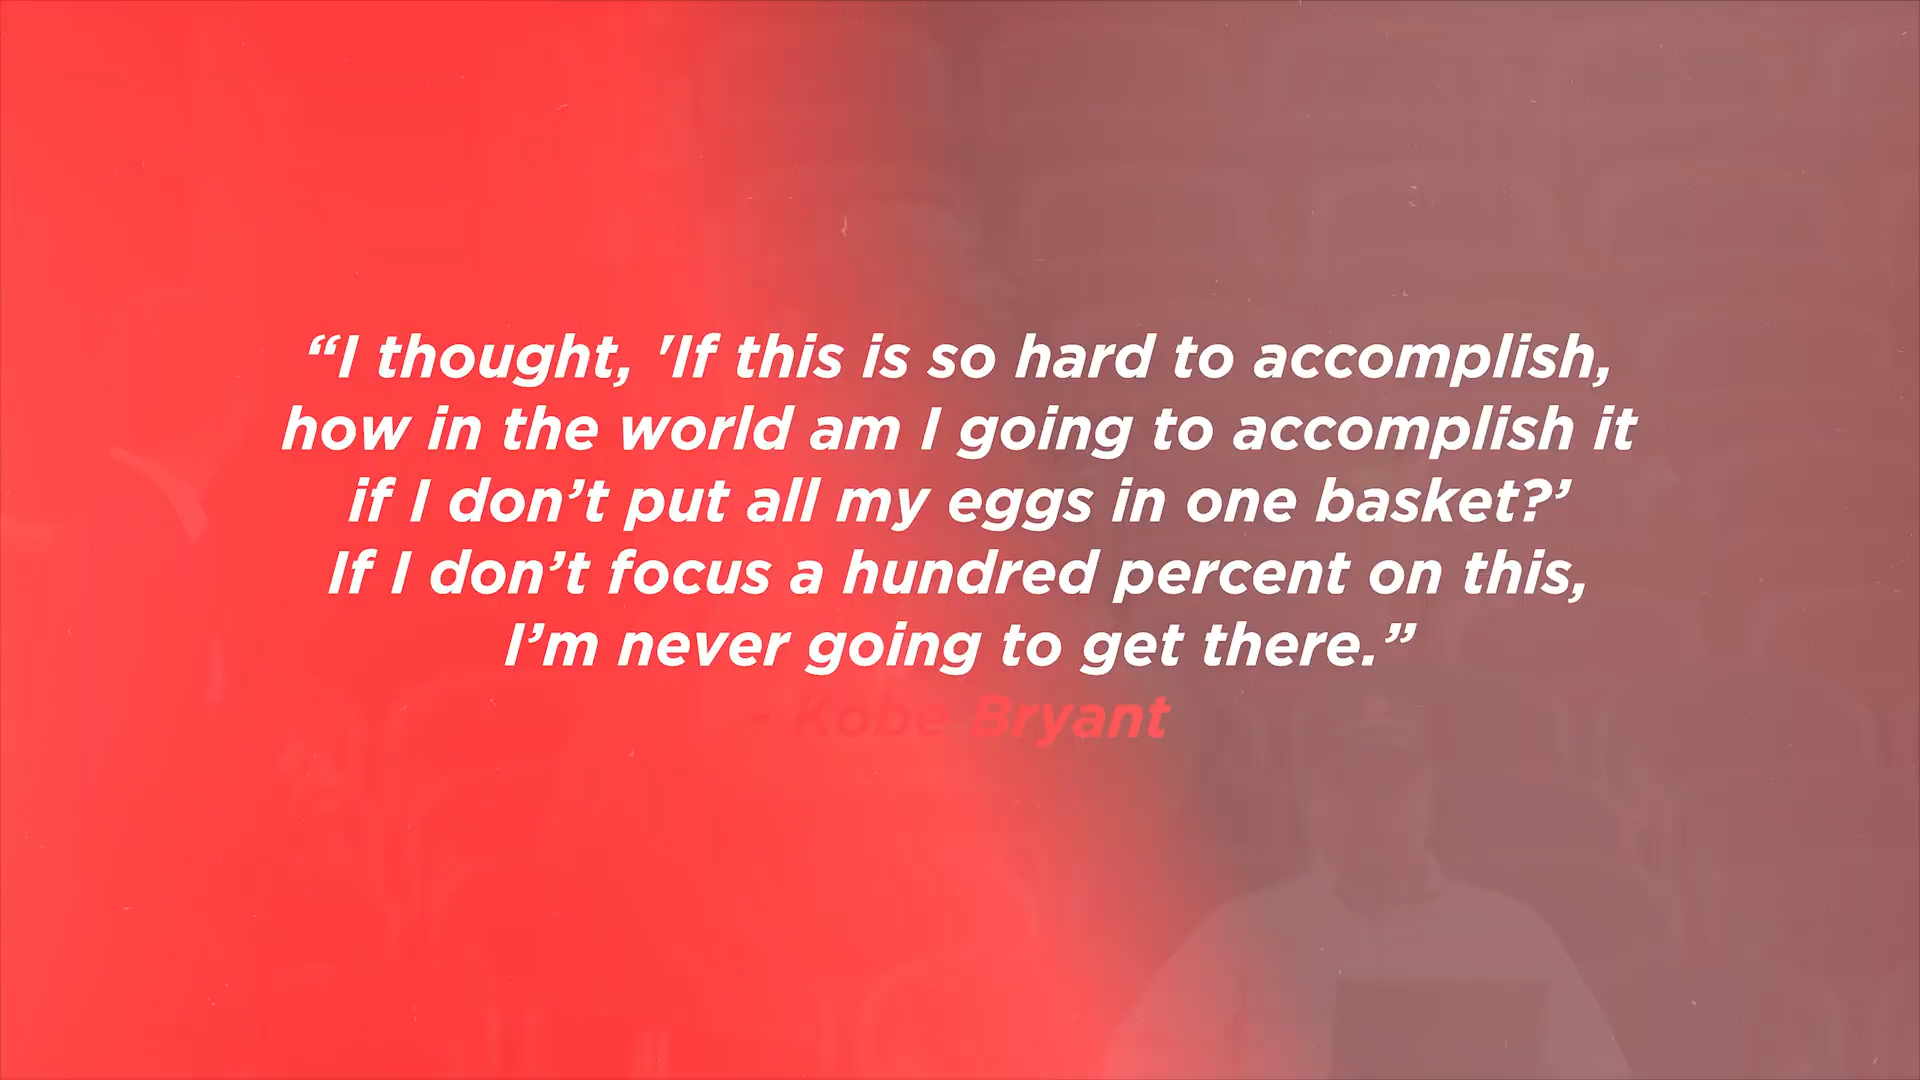 “I thought, 'If this is so hard to accomplish,
how in the world am I going to accomplish it
if I don’t put all my eggs in one basket?’
If I don’t focus a hundred percent on this,
I’m never going to get there.”
- Kobe Bryant